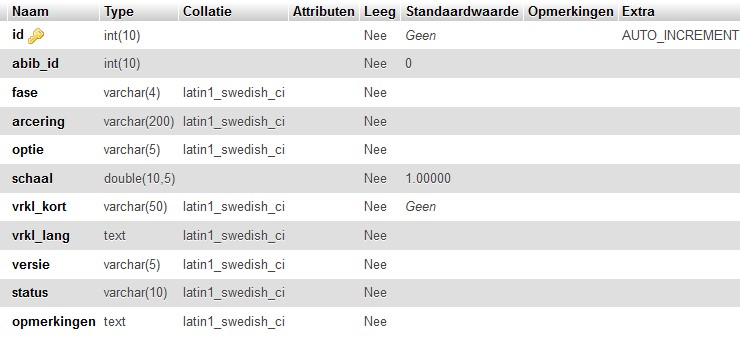 Naam Type Collatie Attributen Leeg Standaardwaarde Opmerkingen Extra
id int(10) Nee Geen AUTO_INCREMENT
abib_id int(10) Nee 0
fase varchar(4) latin1_swedish_ci Nee
arcering varchar(200) latin1_swedish_ci Nee
optie varchar(5) latin1_swedish_ci Nee
schaal double(10,5) Nee 1.00000
vrkl_kort varchar(50) latin1_swedish_ci Nee Geen
vrkl_lang text latin1_swedish_ci Nee
versie varchar(5) latin1_swedish_ci Nee
status varchar(10) latin1_swedish_ci Nee
opmerkingen text latin1_swedish_ci Nee